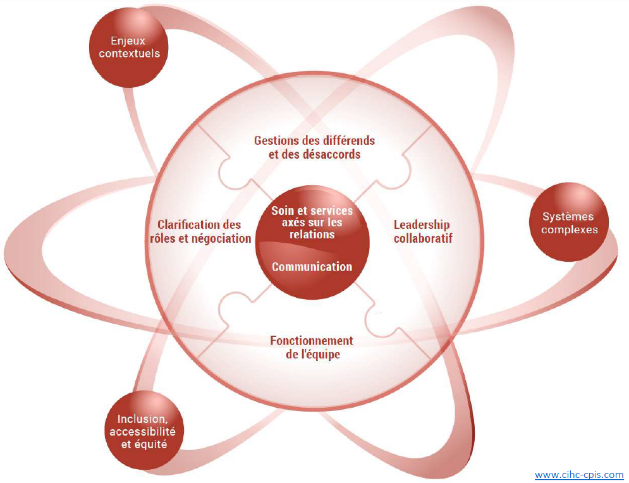 Enjeux
contextuels
Gestions des différends
et des désaccords
Soin et services
axés sur les
relations
Communication
Clarification des
rôles et négociation
Leadership
collaboratif
Systèmes
complexes
Fonctionnement
de l'équipe
Inclusion,
accessibilité
et équité
www.cihc-cpis.com